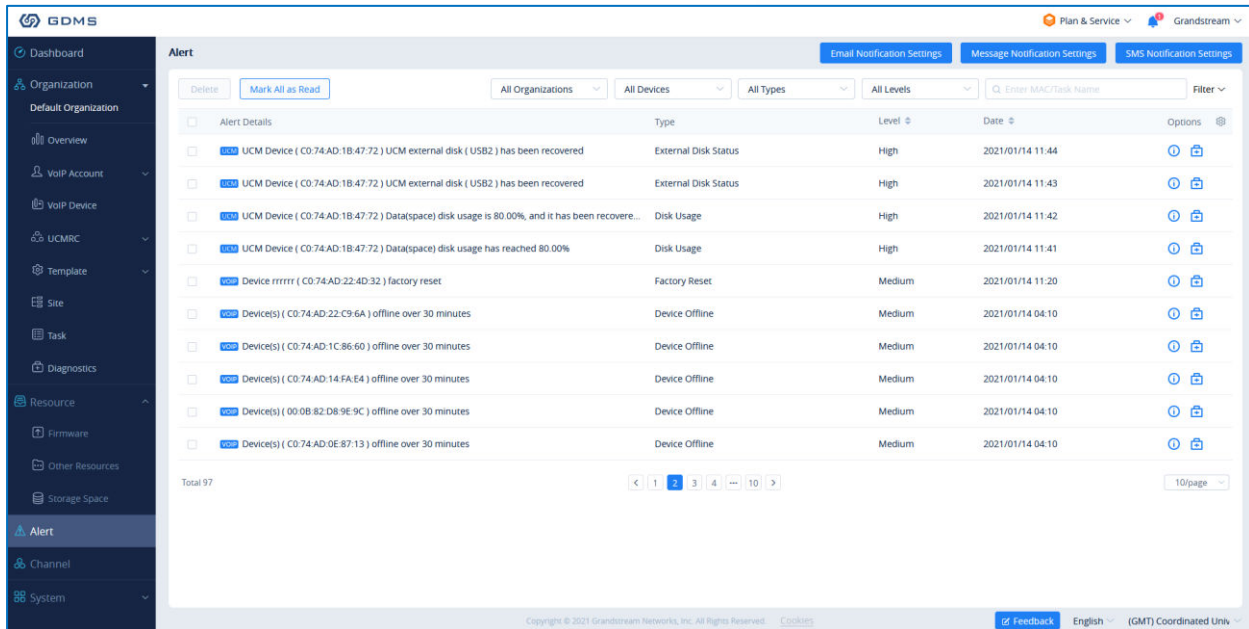 GDMS
Plan & Service
1
Grandstream
Dashboard
Organization
Default Organization
Overview
VoIP Account
VoIP Device
UCMRC
Template
Site
Task
Diagnostics
Resource
Firmware
Other Resources
Storage Space
Alert
Channel
System
Alert
Email Notification Settings
Message Notification Settings
SMS Notification Settings
Delete
Mark All as Read
All Organizations
All Devices
All Types
All Levels
Enter MAC/Task Name
Filter
Alert Details Type Level Date Options
UCM UCM Device ( C0:74:AD:1B:47:72 ) UCM external disk ( USB2 ) has been recovered External Disk Status High 2021/01/14 11:44
UCM UCM Device ( C0:74:AD:1B:47:72 ) UCM external disk ( USB2 ) has been recovered External Disk Status High 2021/01/14 11:43
UCM UCM Device ( C0:74:AD:1B:47:72 ) Data(space) disk usage is 80.00%, and it has been recovere... Disk Usage High 2021/01/14 11:42
UCM UCM Device ( C0:74:AD:1B:47:72 ) Data(space) disk usage has reached 80.00% Disk Usage High 2021/01/14 11:41
VOIP Device rrrrrr ( C0:74:AD:22:4D:32 ) factory reset Factory Reset Medium 2021/01/14 11:20
VOIP Device(s) ( C0:74:AD:22:C9:6A ) offline over 30 minutes Device Offline Medium 2021/01/14 04:10
VOIP Device(s) ( C0:74:AD:1C:86:60 ) offline over 30 minutes Device Offline Medium 2021/01/14 04:10
VOIP Device(s) ( C0:74:AD:14:FA:E4 ) offline over 30 minutes Device Offline Medium 2021/01/14 04:10
VOIP Device(s) ( 00:0B:82:D8:9E:9C ) offline over 30 minutes Device Offline Medium 2021/01/14 04:10
VOIP Device(s) ( C0:74:AD:0E:87:13 ) offline over 30 minutes Device Offline Medium 2021/01/14 04:10
Total 97
< 1 2 3 4 ... 10 >
10/page
Copyright © 2021 Grandstream Networks, Inc. All Rights Reserved. Cookies
Feedback
English
(GMT) Coordinated Univ